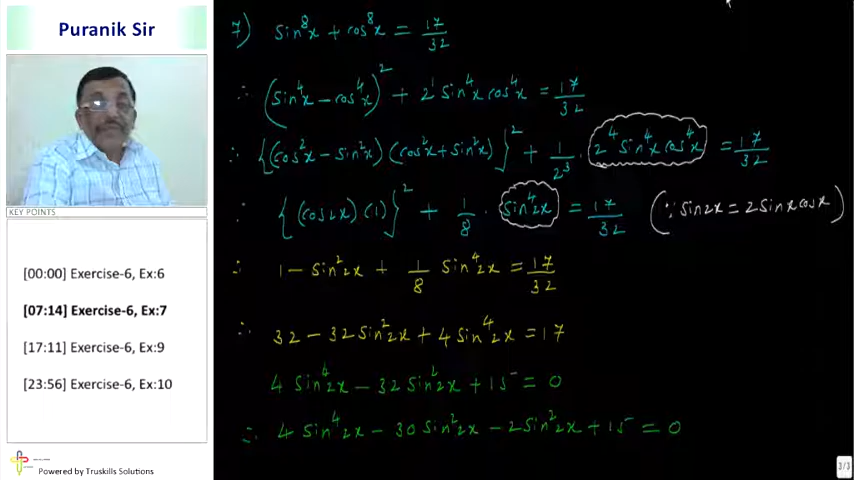 Puranik Sir
KEY POINTS
[00:00] Exercise-6, Ex:6
[07:14] Exercise-6, Ex:7
[17:11] Exercise-6, Ex:9
[23:56] Exercise-6, Ex:10
Powered by Truskills Solutions
7) sin⁸x + cos⁸x = 17/32
∴ (sin⁴x − cos⁴x)² + 2¹ sin⁴x cos⁴x = 17/32
∴ {(cos²x − sin²x) (cos²x + sin²x)}² + 1/2³ · 2⁴ sin⁴x cos⁴x = 17/32
∴ {(cos2x) (1)}² + 1/8 · sin⁴2x = 17/32 (∵ sin2x = 2 sinx cosx)
∴ 1 − sin²2x + 1/8 sin⁴2x = 17/32
∴ 32 − 32 sin²2x + 4 sin⁴2x = 17
4 sin⁴2x − 32 sin²2x + 15 = 0
∴ 4 sin⁴2x − 30 sin²2x − 2 sin²2x + 15 = 0
3/3